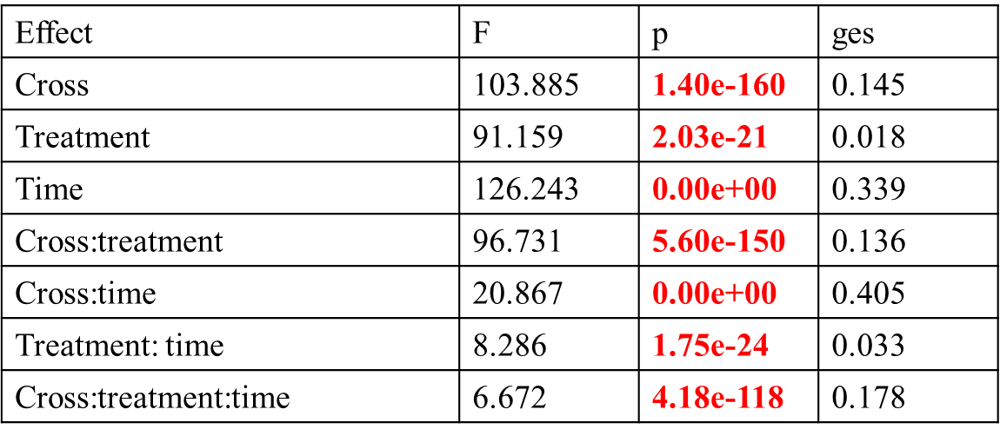 Effect F p ges
Cross 103.885 1.40e-160 0.145
Treatment 91.159 2.03e-21 0.018
Time 126.243 0.00e+00 0.339
Cross:treatment 96.731 5.60e-150 0.136
Cross:time 20.867 0.00e+00 0.405
Treatment: time 8.286 1.75e-24 0.033
Cross:treatment:time 6.672 4.18e-118 0.178